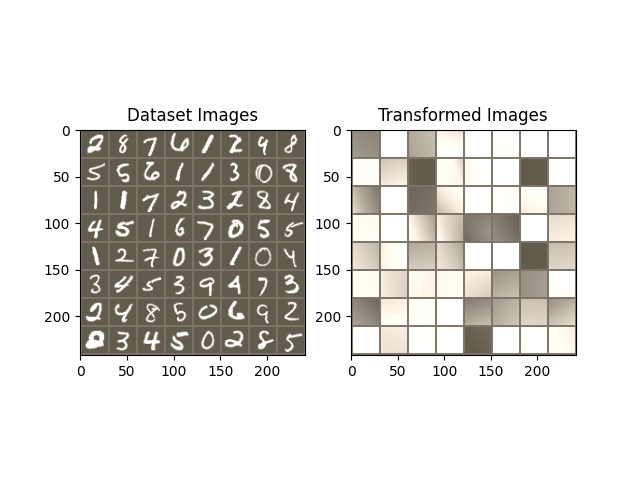 Dataset Images
Transformed Images
0
50
100
150
200
0 50 100 150 200
0
50
100
150
200
0 50 100 150 200
2 8 7 6 1 2 9 8
5 5 6 1 1 3 0 8
1 1 7 2 3 2 8 4
4 5 1 6 7 0 5 5
1 2 7 0 3 1 0 4
3 4 5 3 9 4 7 3
2 4 8 5 0 6 9 2
3 4 5 0 2 8 5